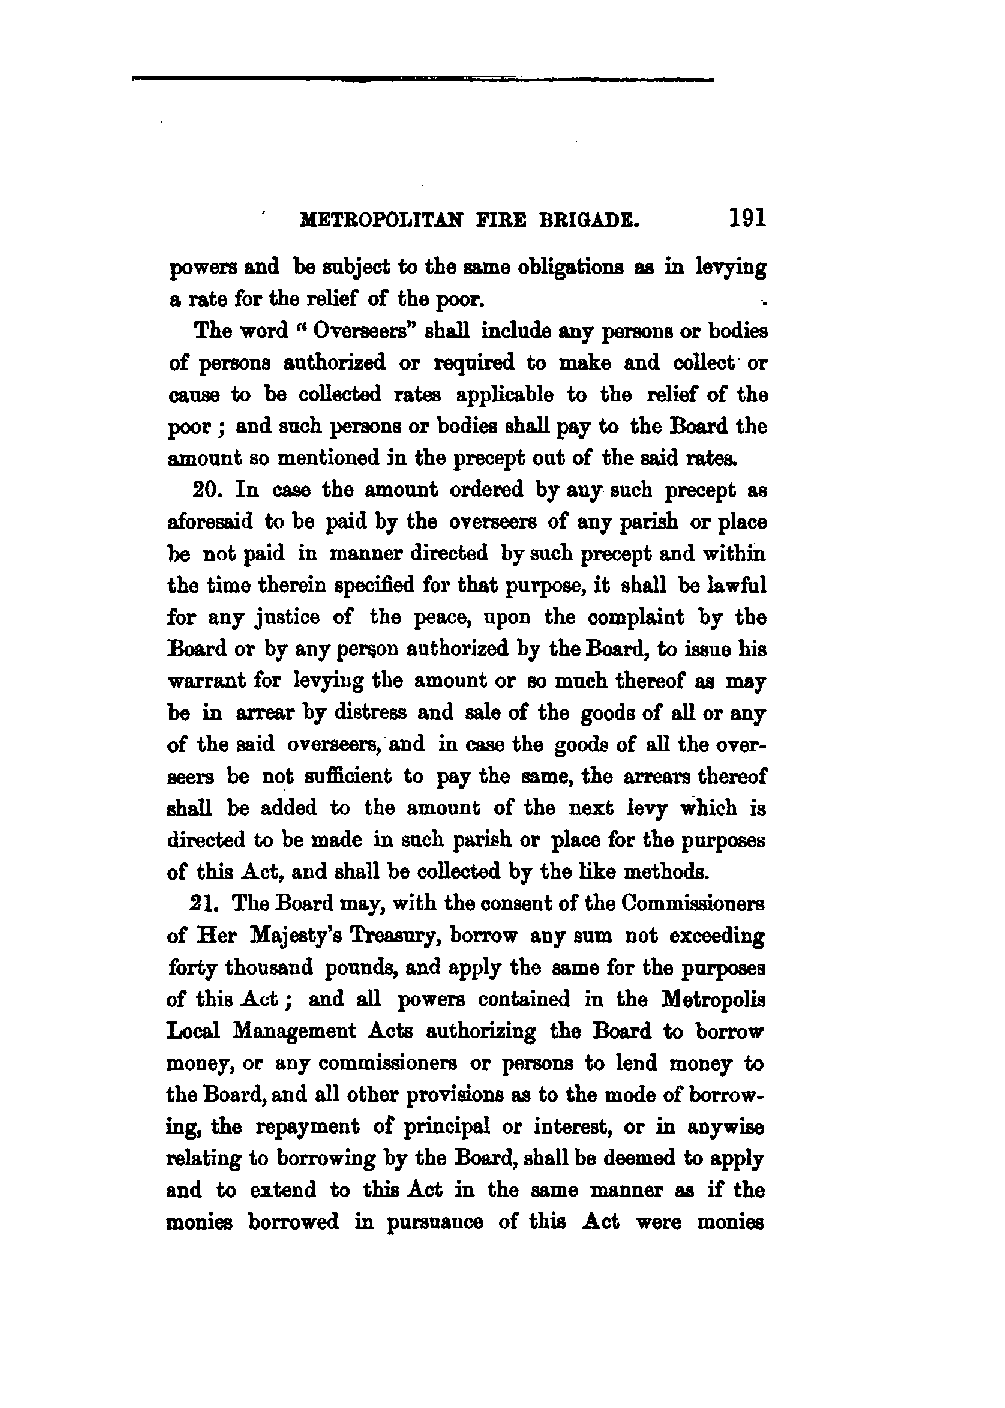 METROPOLITAN FIRE BRIGADE. 191
powers and be subject to the same obligations as in levying
a rate for the relief of the poor.
The word “ Overseers” shall include any persons or bodies
of persons authorized or required to make and collect or
cause to be collected rates applicable to the relief of the
poor ; and such persons or bodies shall pay to the Board the
amount so mentioned in the precept out of the said rates.
20. In case the amount ordered by any such precept as
aforesaid to be paid by the overseers of any parish or place
be not paid in manner directed by such precept and within
the time therein specified for that purpose, it shall be lawful
for any justice of the peace, upon the complaint by the
Board or by any person authorized by the Board, to issue his
warrant for levying the amount or so much thereof as may
be in arrear by distress and sale of the goods of all or any
of the said overseers, and in case the goods of all the over-
seers be not sufficient to pay the same, the arrears thereof
shall be added to the amount of the next levy which is
directed to be made in such parish or place for the purposes
of this Act, and shall be collected by the like methods.
21. The Board may, with the consent of the Commissioners
of Her Majesty’s Treasury, borrow any sum not exceeding
forty thousand pounds, and apply the same for the purposes
of this Act ; and all powers contained in the Metropolis
Local Management Acts authorizing the Board to borrow
money, or any commissioners or persons to lend money to
the Board, and all other provisions as to the mode of borrow-
ing, the repayment of principal or interest, or in anywise
relating to borrowing by the Board, shall be deemed to apply
and to extend to this Act in the same manner as if the
monies borrowed in pursuance of this Act were monies